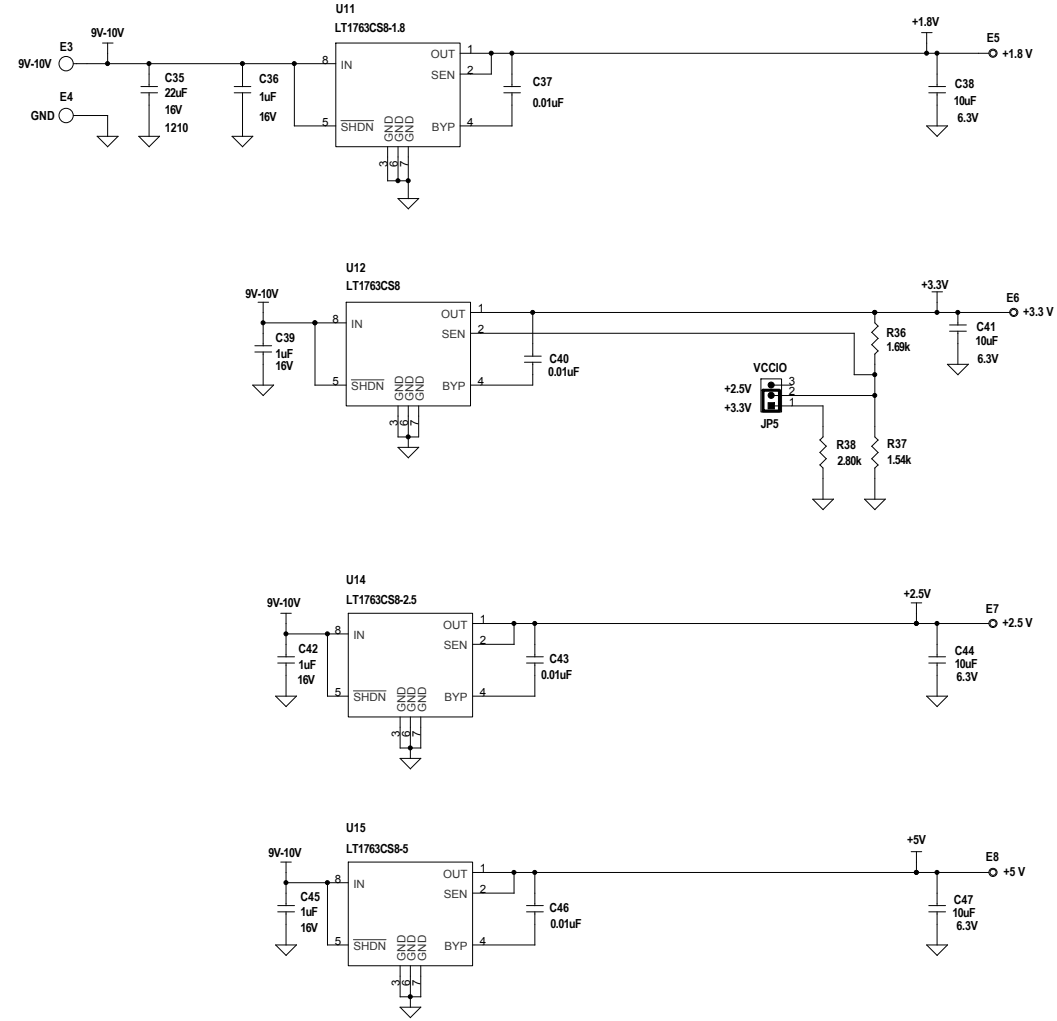 U11
LT1763CS8-1.8
E3
9V-10V
9V-10V
E4
GND
C35
22uF
16V
1210
C36
1uF
16V
8
IN
5
SHDN
OUT
1
SEN
2
BYP
4
GND
GND
GND
3
6
7
C37
0.01uF
+1.8V
E5
+1.8 V
C38
10uF
6.3V
U12
LT1763CS8
9V-10V
C39
1uF
16V
8
IN
5
SHDN
OUT
1
SEN
2
BYP
4
GND
GND
GND
3
6
7
C40
0.01uF
VCCIO
+2.5V
+3.3V
3
2
1
JP5
R36
1.69k
R38
2.80k
R37
1.54k
+3.3V
E6
+3.3 V
C41
10uF
6.3V
U14
LT1763CS8-2.5
9V-10V
C42
1uF
16V
8
IN
5
SHDN
OUT
1
SEN
2
BYP
4
GND
GND
GND
3
6
7
C43
0.01uF
+2.5V
E7
+2.5 V
C44
10uF
6.3V
U15
LT1763CS8-5
9V-10V
C45
1uF
16V
8
IN
5
SHDN
OUT
1
SEN
2
BYP
4
GND
GND
GND
3
6
7
C46
0.01uF
+5V
E8
+5 V
C47
10uF
6.3V